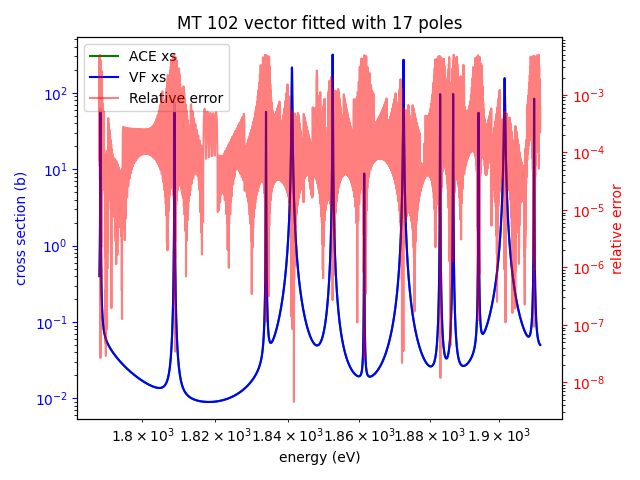 MT 102 vector fitted with 17 poles
ACE xs
VF xs
Relative error
10²
10¹
10⁰
10⁻¹
10⁻²
cross section (b)
10⁻³
10⁻⁴
10⁻⁵
10⁻⁶
10⁻⁷
10⁻⁸
relative error
1.8 × 10³ 1.82 × 10³ 1.84 × 10³ 1.86 × 10³ 1.88 × 10³ 1.9 × 10³
energy (eV)